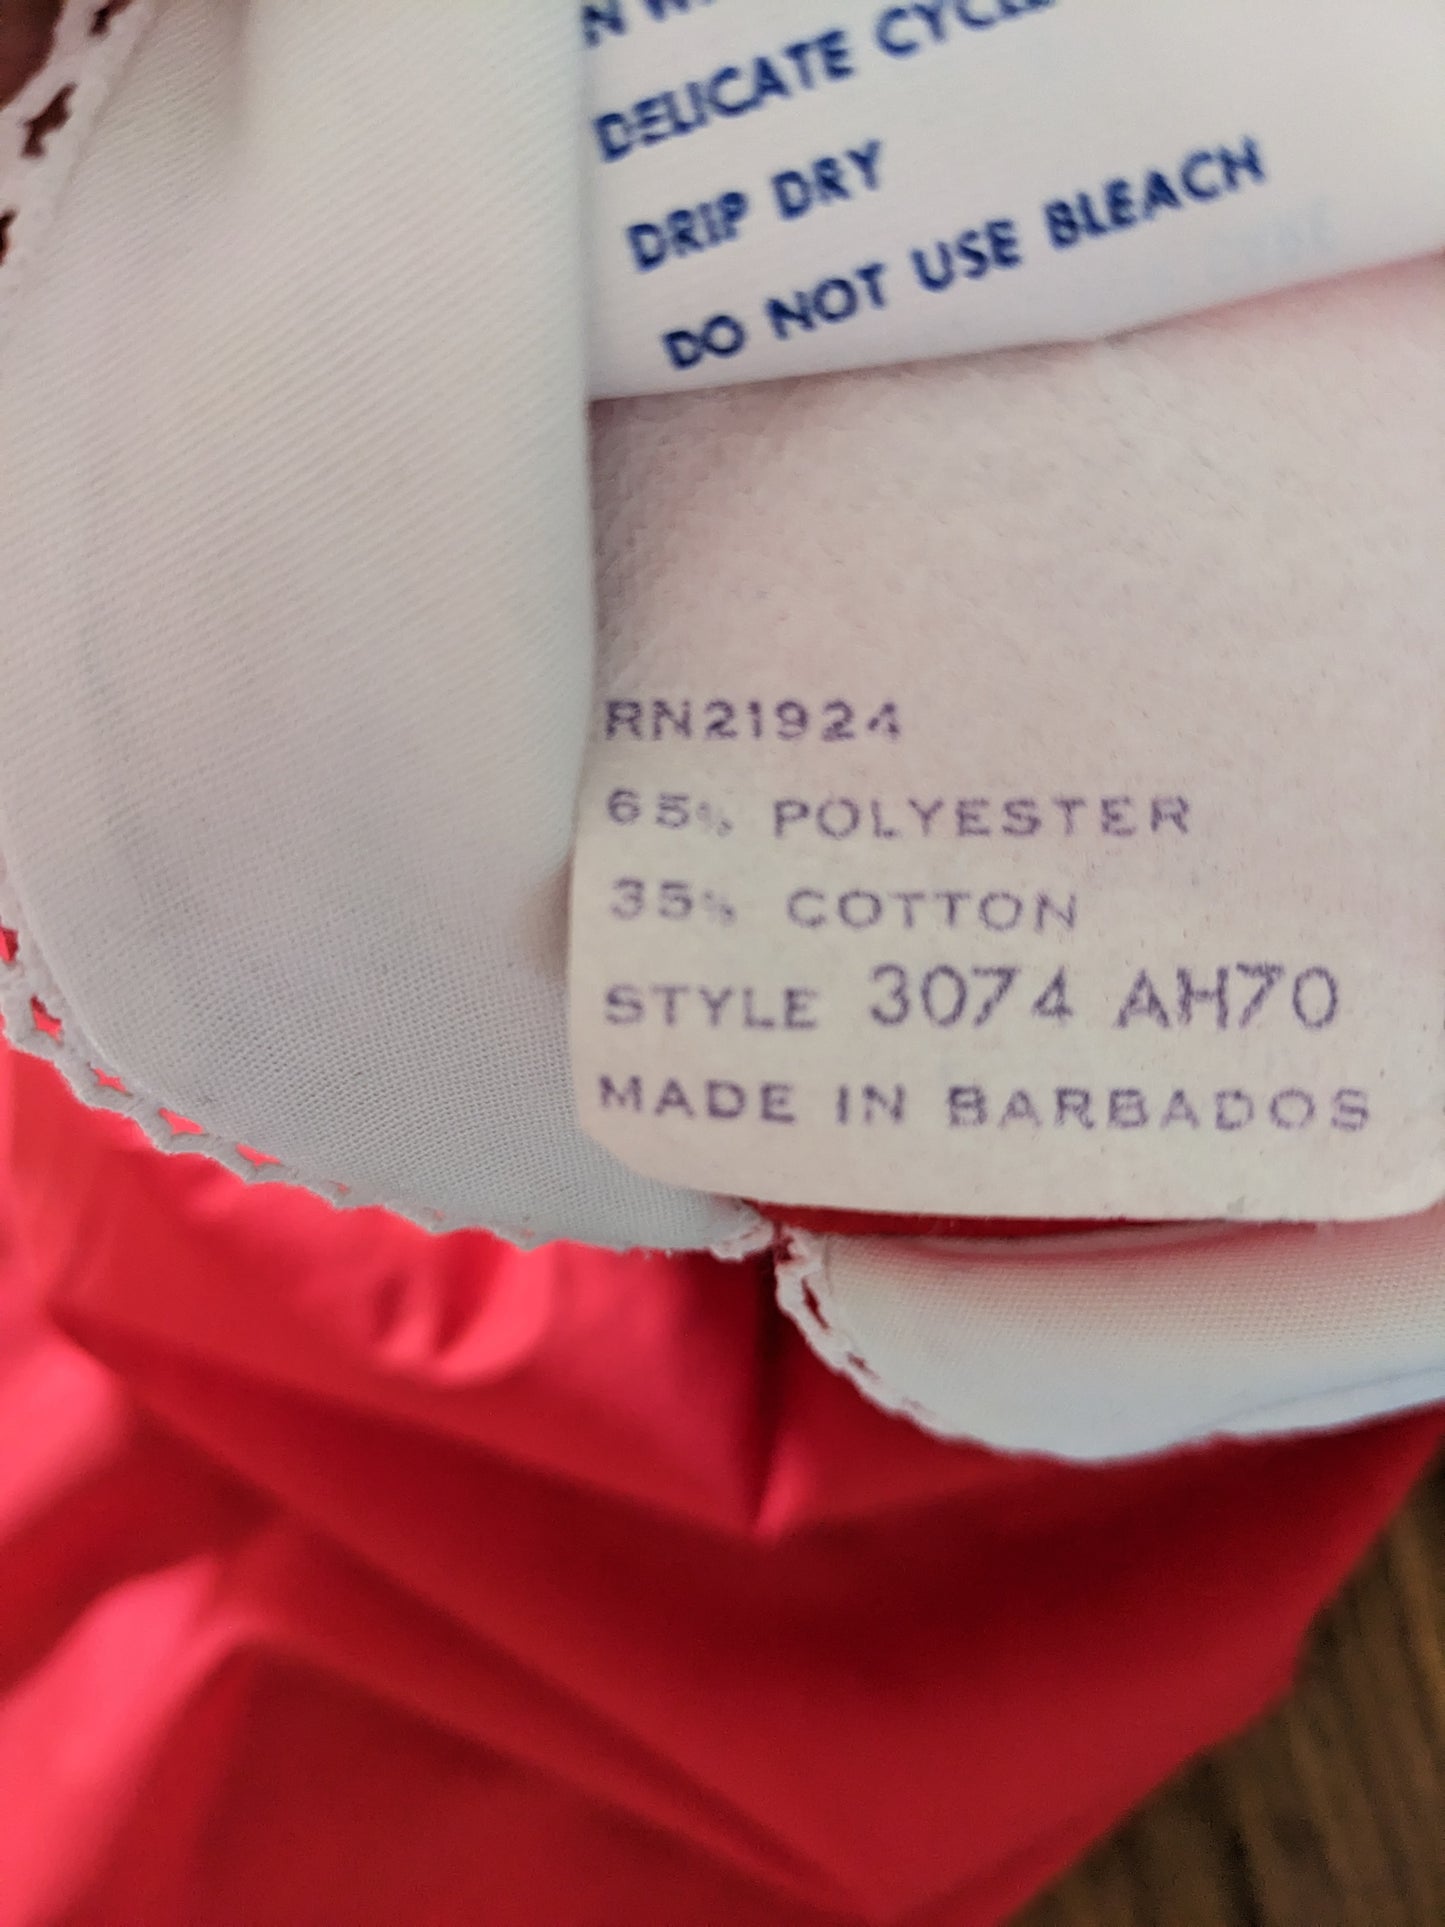 DELICATE CYCLE
DRIP DRY
DO NOT USE BLEACH
RN21924
65% POLYESTER
35% COTTON
STYLE 3074 AH70
MADE IN BARBADOS